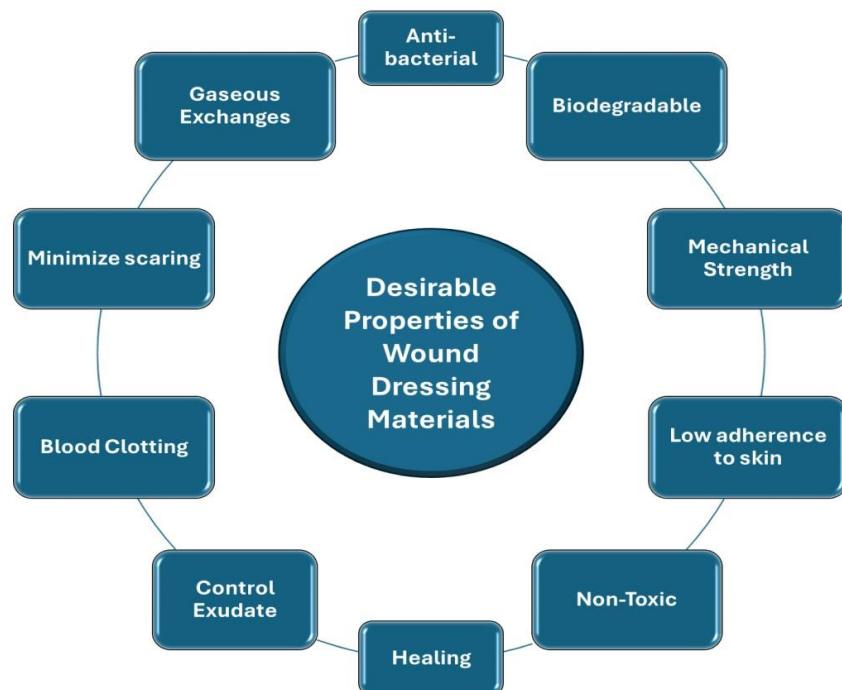 Anti-
bacterial
Biodegradable
Mechanical
Strength
Low adherence
to skin
Non-Toxic
Healing
Control
Exudate
Blood Clotting
Minimize scaring
Gaseous
Exchanges
Desirable
Properties of
Wound
Dressing
Materials